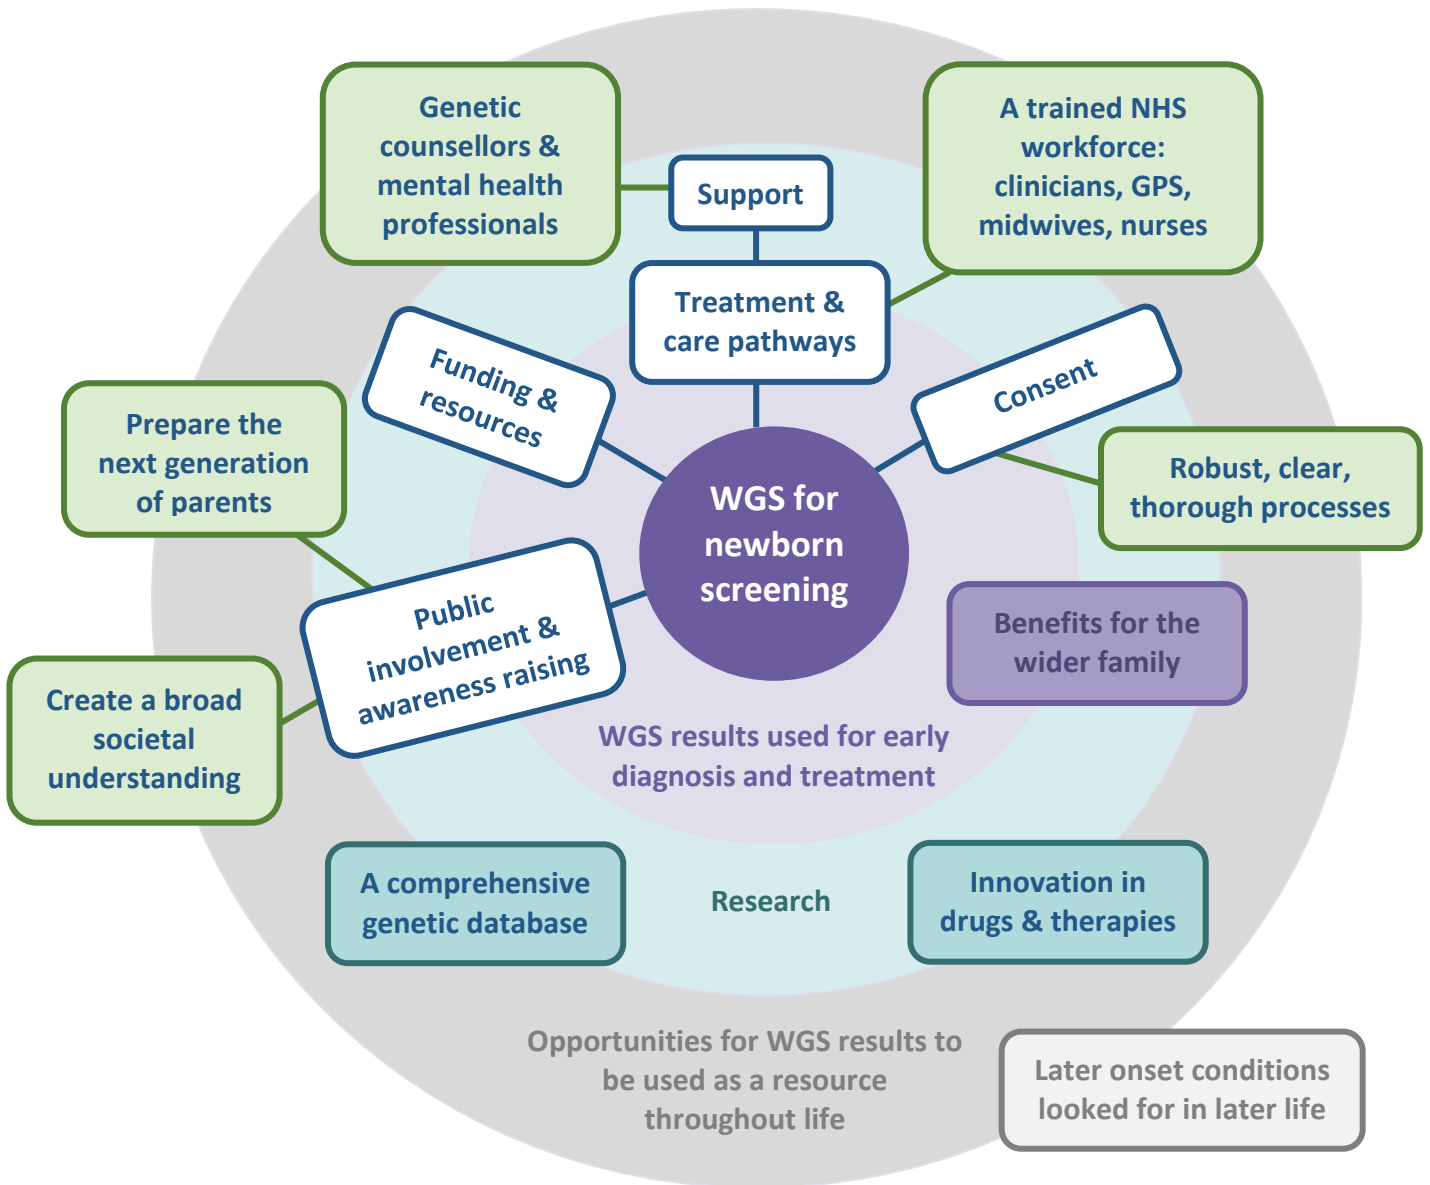 Genetic
counsellors &
mental health
professionals
Support
A trained NHS
workforce:
clinicians, GPS,
midwives, nurses
Treatment &
care pathways
Funding &
resources
Consent
Prepare the
next generation
of parents
Robust, clear,
thorough processes
WGS for
newborn
screening
Public
involvement &
awareness raising
Benefits for the
wider family
Create a broad
societal
understanding
WGS results used for early
diagnosis and treatment
A comprehensive
genetic database
Research
Innovation in
drugs & therapies
Opportunities for WGS results to
be used as a resource
throughout life
Later onset conditions
looked for in later life